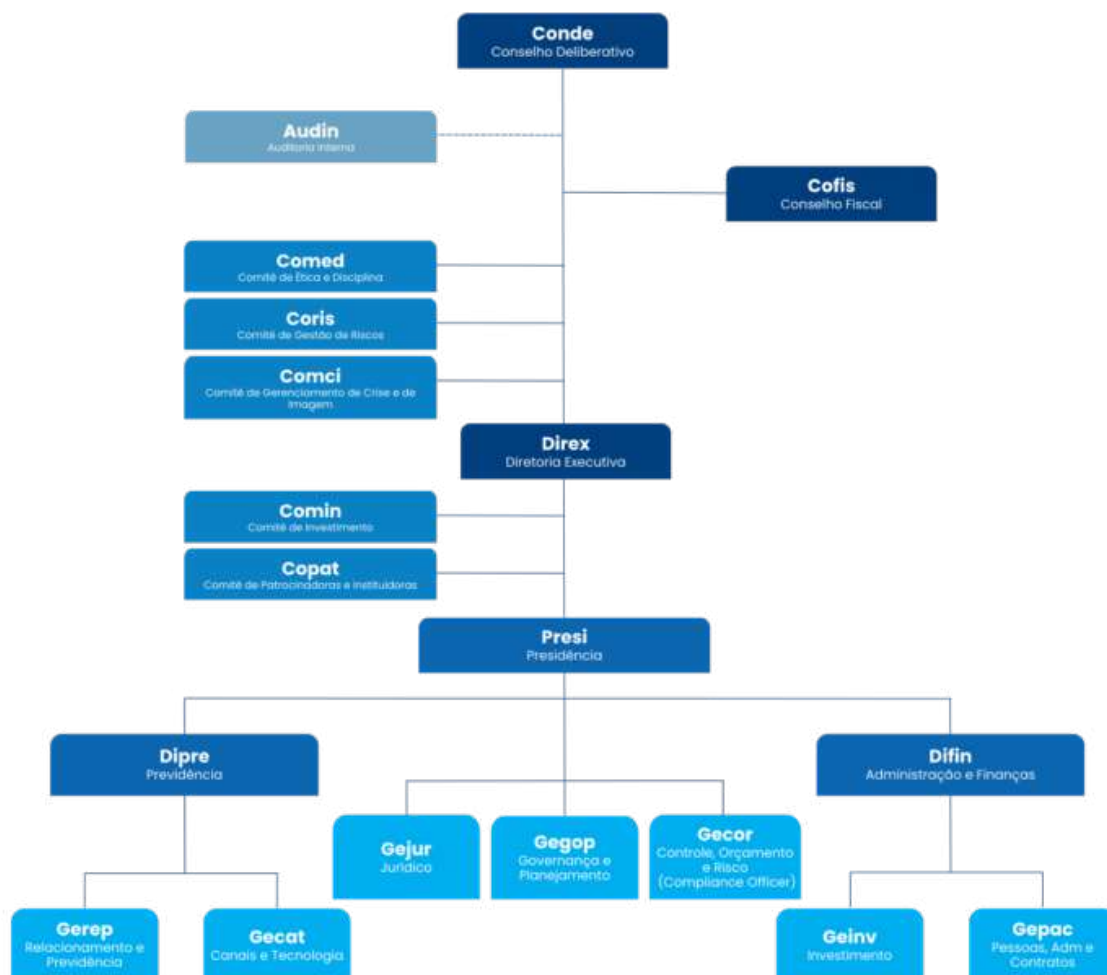 Conde
Conselho Deliberativo
Audin
Auditoria Interna
Cofis
Conselho Fiscal
Comed
Comitê de Ética e Disciplina
Coris
Comitê de Gestão de Riscos
Comci
Comitê de Gerenciamento de Crise e de
Imagem
Direx
Diretoria Executiva
Comin
Comitê de Investimento
Copat
Comitê de Patrocinadoras e Instituidoras
Presi
Presidência
Dipre
Previdência
Difin
Administração e Finanças
Gejur
Jurídico
Gegop
Governança e
Planejamento
Gecor
Controle, Orçamento
e Risco
(Compliance Officer)
Gerep
Relacionamento e
Previdência
Gecat
Canais e Tecnologia
Geinv
Investimento
Gepac
Pessoas, Adm e
Contratos